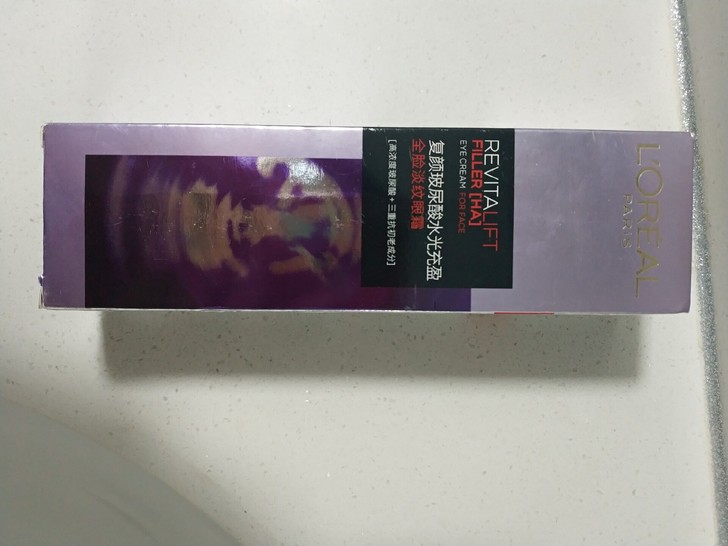 L'ORÉAL
PARIS
REVITALIFT
FILLER [HA]
EYE CREAM FOR FACE
复颜玻尿酸水光充盈
全脸淡纹眼霜
[高浓度玻尿酸+三重抗初老成分]